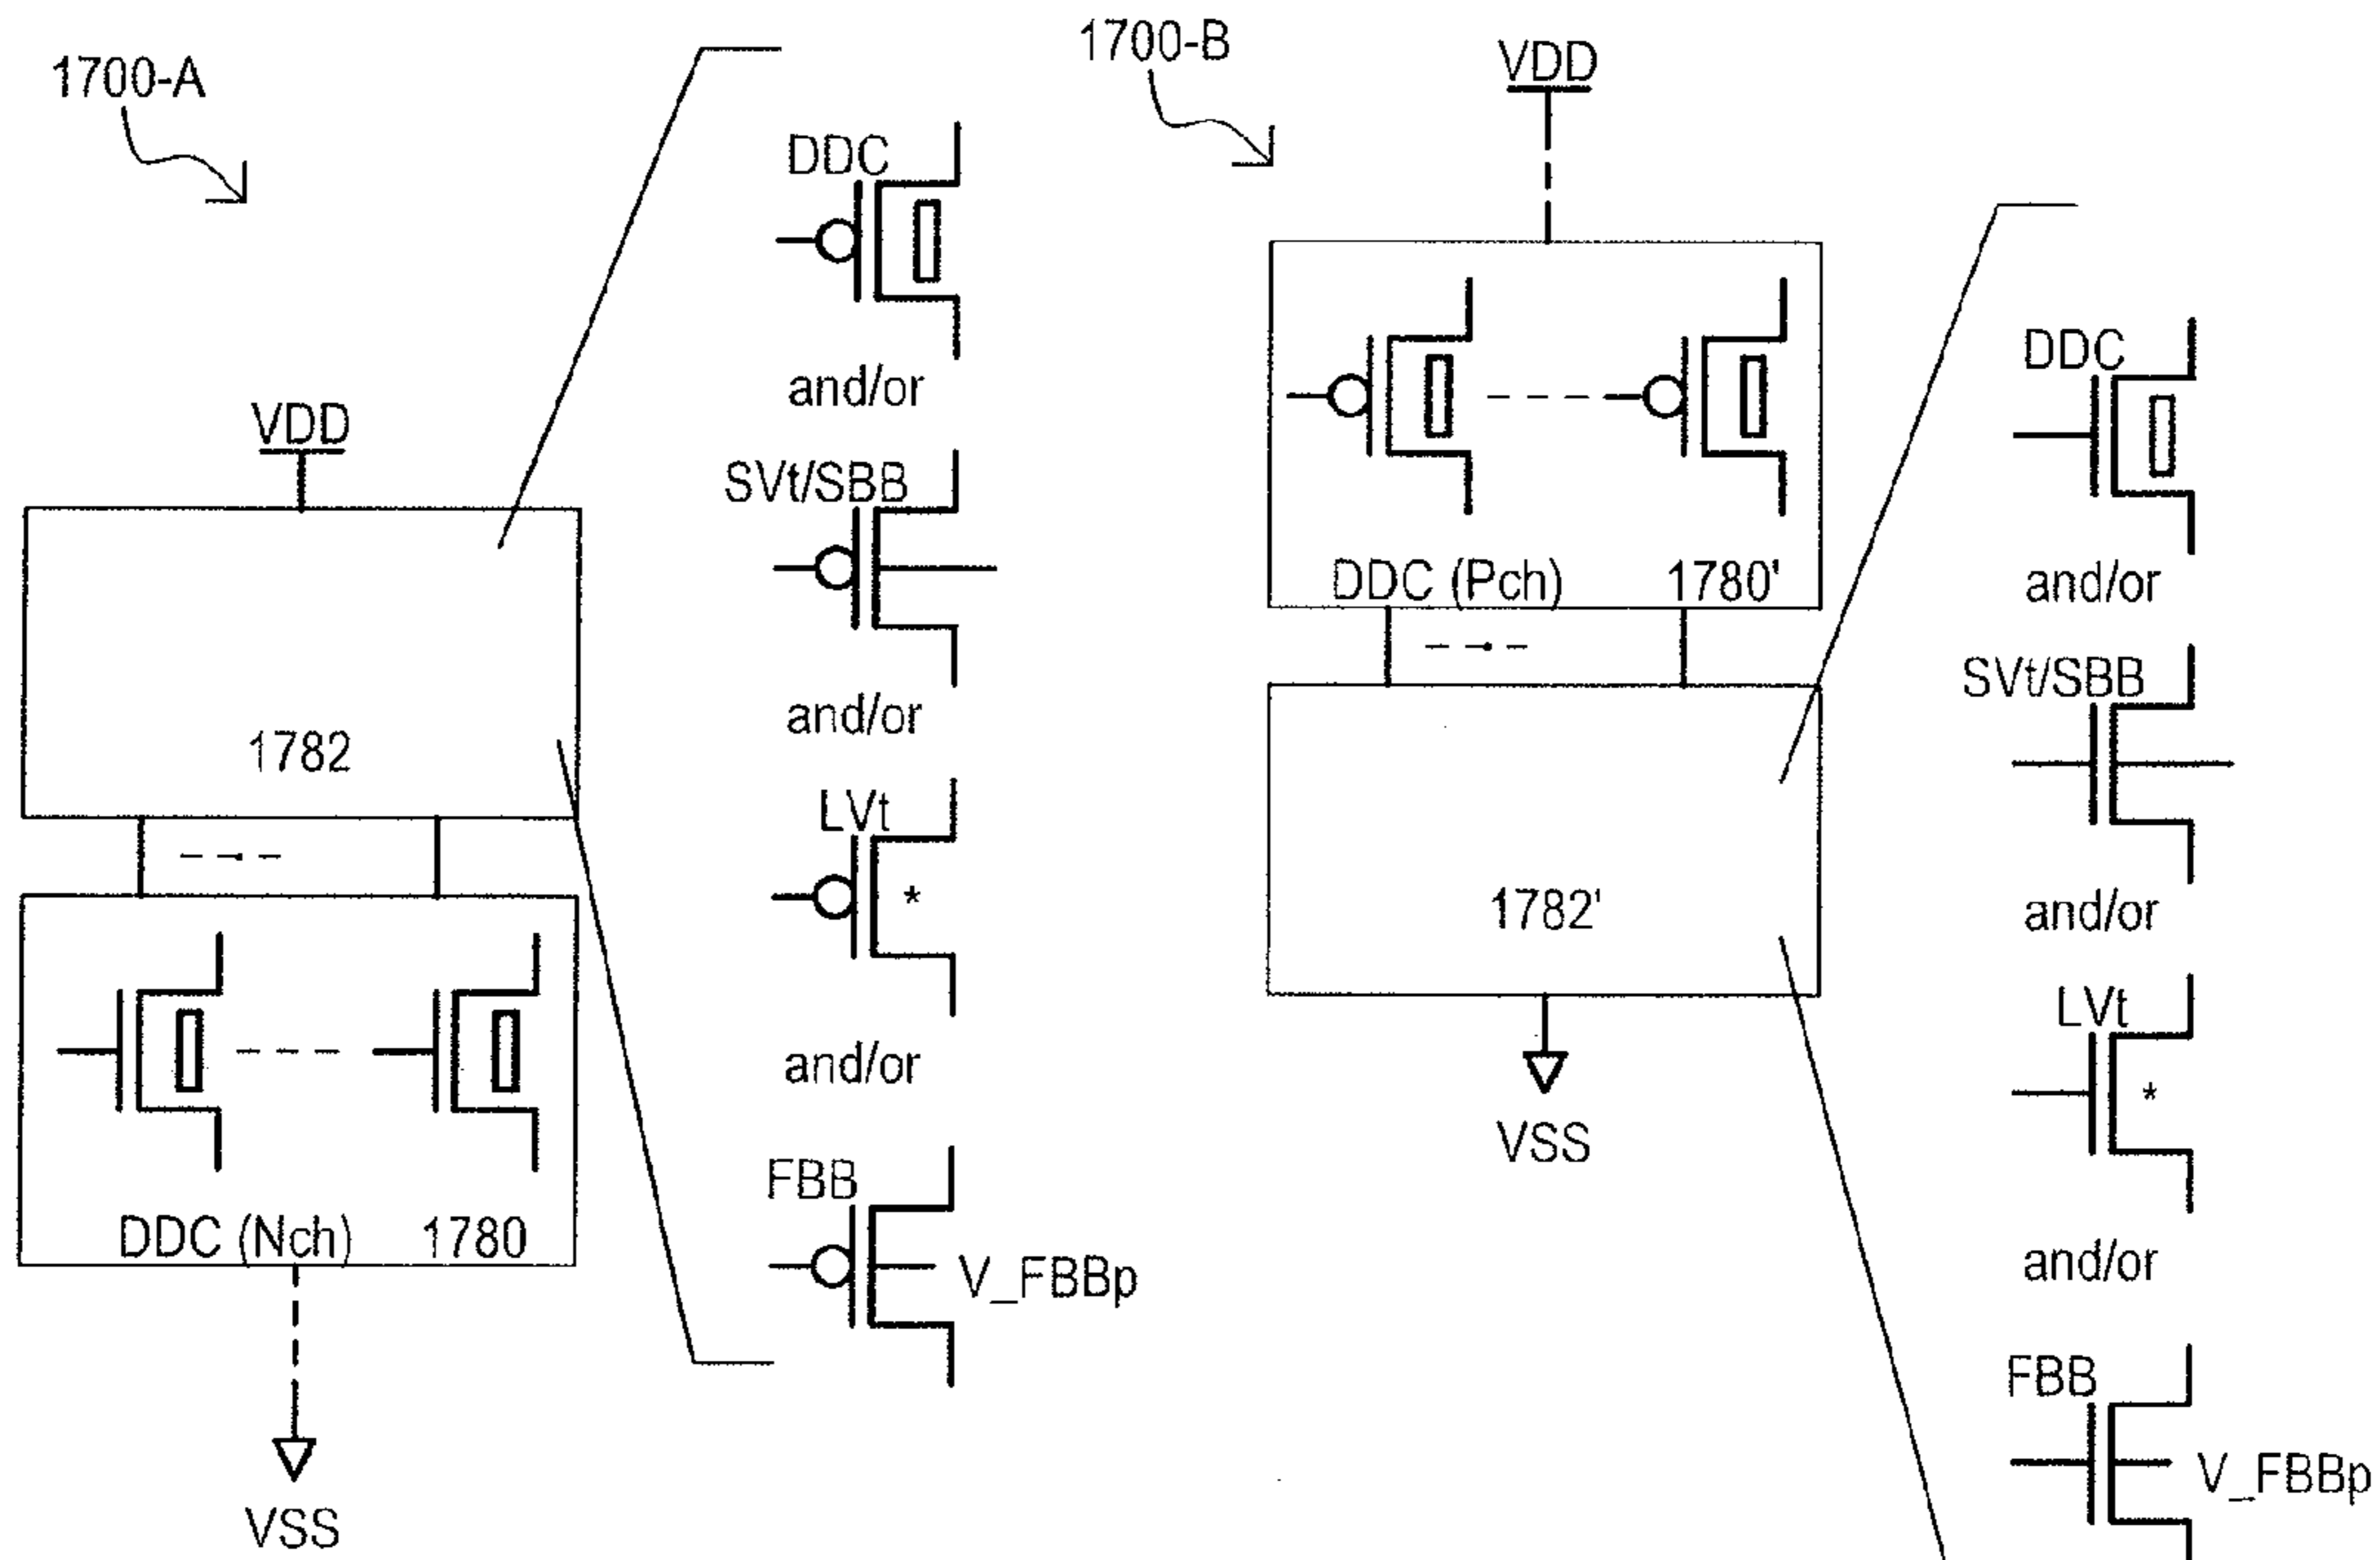 1700-A
DDC
and/or
VDD
SVt/SBB
and/or
1782
LVt
*
and/or
FBB
V_FBBp
DDC (Nch) 1780
VSS
1700-B
VDD
DDC (Pch) 1780'
DDC
and/or
SVt/SBB
and/or
1782'
LVt
*
and/or
VSS
FBB
V_FBBp